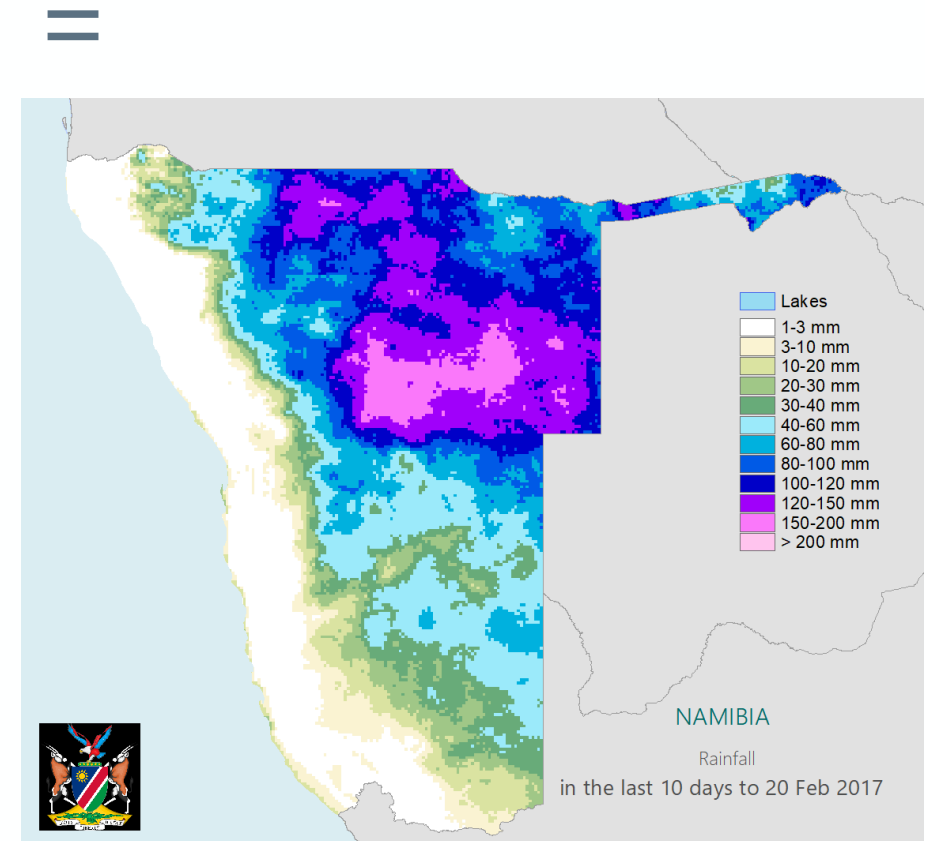 Lakes
1-3 mm
3-10 mm
10-20 mm
20-30 mm
30-40 mm
40-60 mm
60-80 mm
80-100 mm
100-120 mm
120-150 mm
150-200 mm
> 200 mm
NAMIBIA
Rainfall
in the last 10 days to 20 Feb 2017